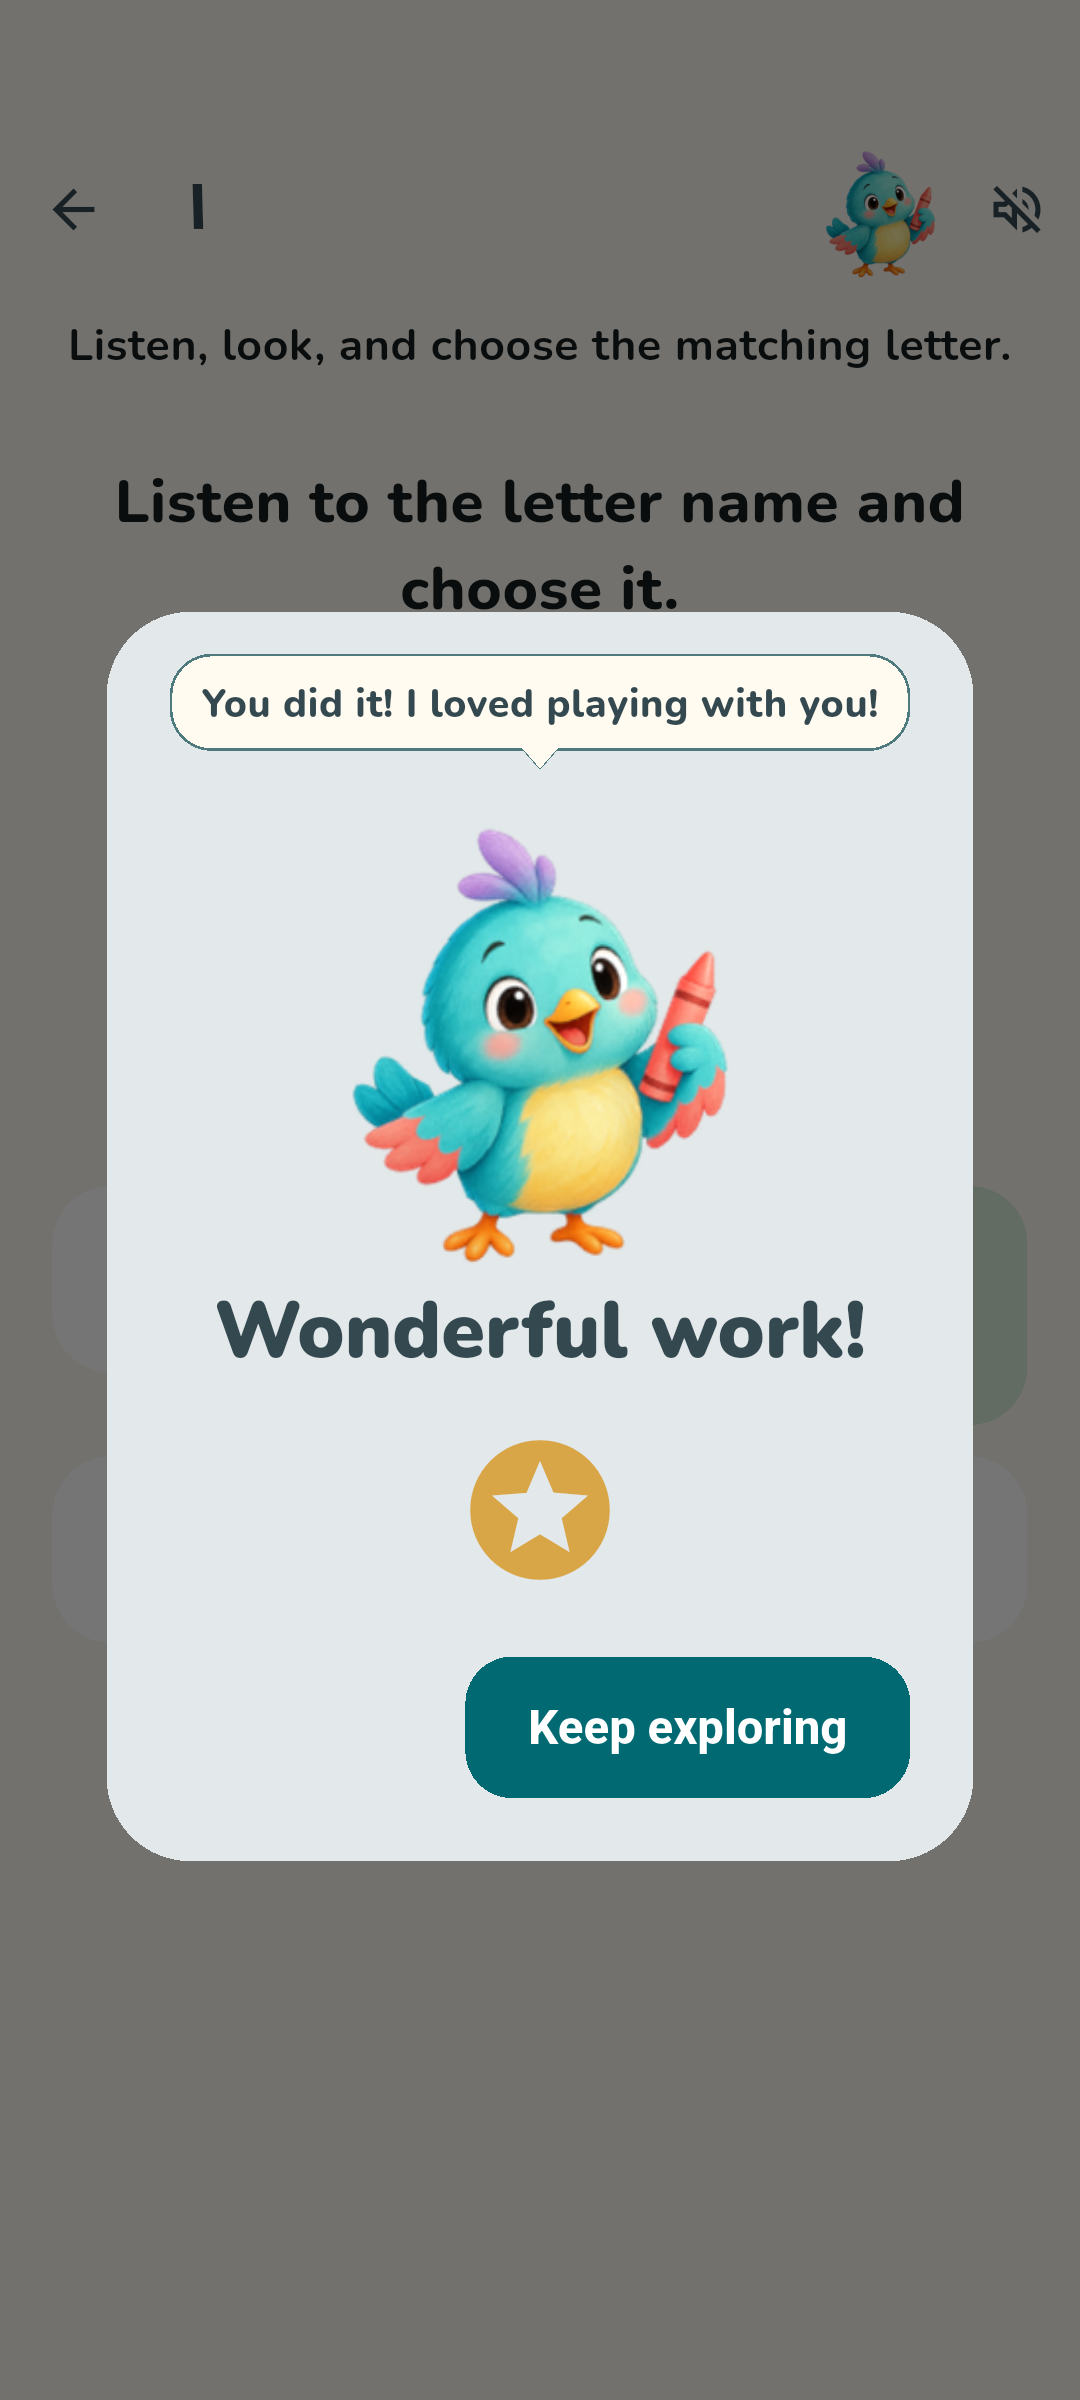 Listen, look, and choose the matching letter.
Listen to the letter name and
choose it.
You did it! I loved playing with you!
Wonderful work!
Keep exploring